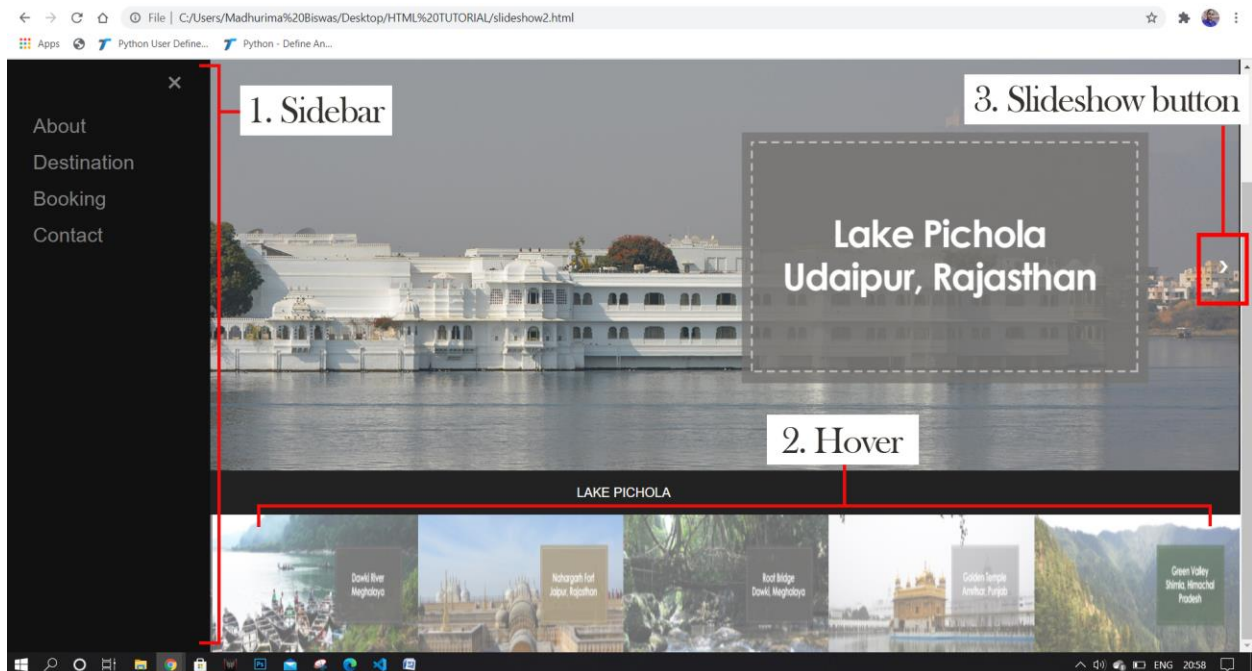 File | C:/Users/Madhurima%20Biswas/Desktop/HTML%20TUTORIAL/slideshow2.html
Apps Python User Define... Python - Define An...
1. Sidebar
3. Slideshow button
About
Destination
Booking
Contact
Lake Pichola
Udaipur, Rajasthan
2. Hover
LAKE PICHOLA
Dawki River
Meghalaya
Nahargarh Fort
Jaipur, Rajasthan
Root Bridge
Dawki, Meghalaya
Golden Temple
Amritsar, Punjab
Green Valley
Shimla, Himachal
Pradesh
ENG 20:58